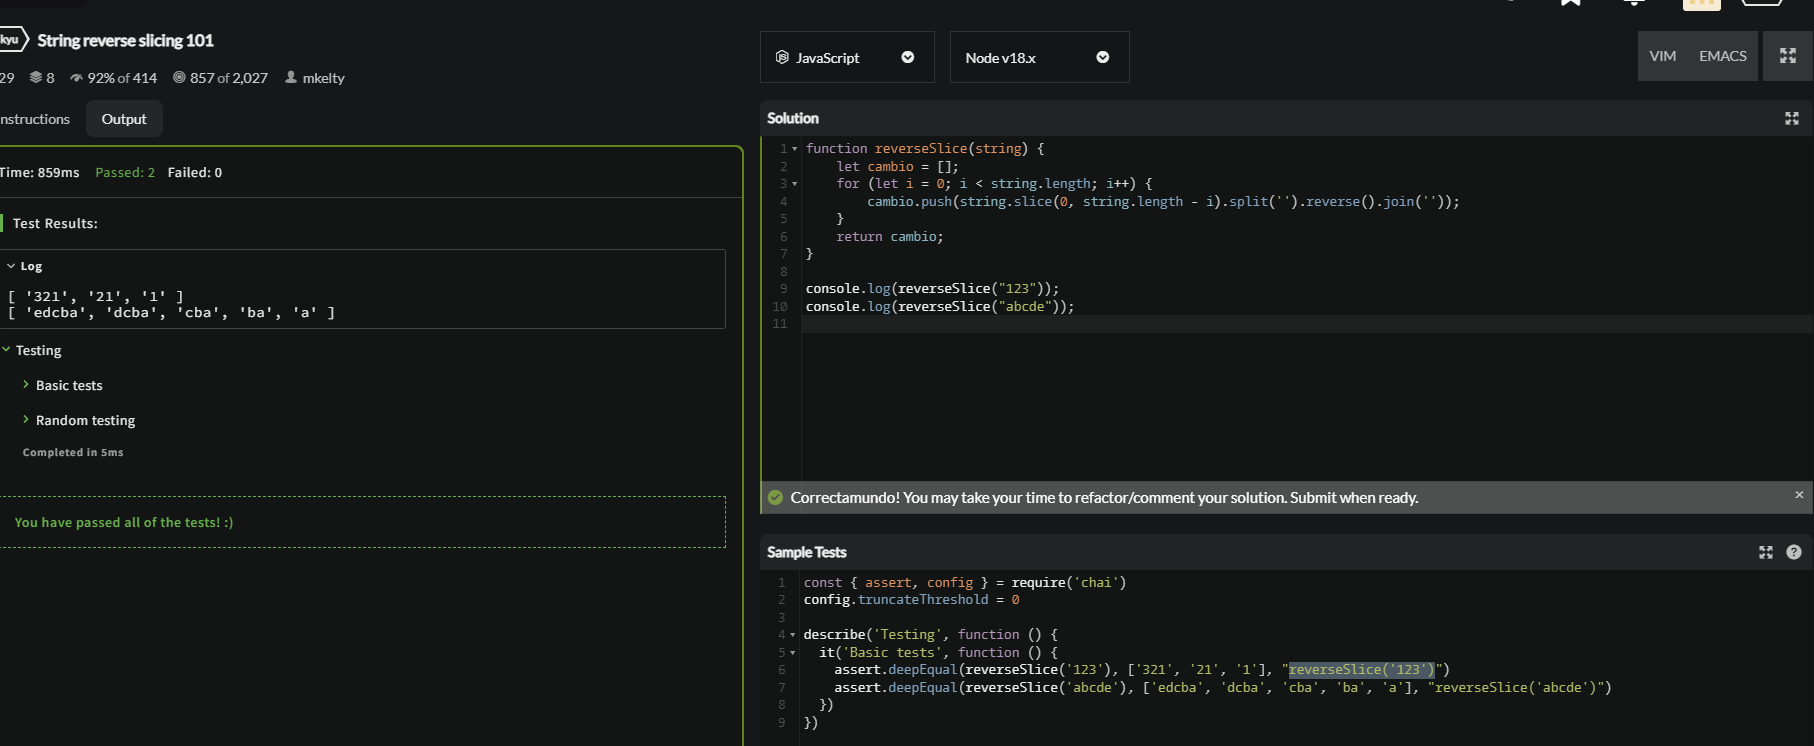 kyu String reverse slicing 101
29 8 92% of 414 857 of 2,027 mkelty
nstructions Output
Time: 859ms Passed: 2 Failed: 0
Test Results:
Log
[ '321', '21', '1' ]
[ 'edcba', 'dcba', 'cba', 'ba', 'a' ]
Testing
Basic tests
Random testing
Completed in 5ms
You have passed all of the tests! :)
JavaScript Node v18.x VIM EMACS
Solution
1 function reverseSlice(string) {
2 let cambio = [];
3 for (let i = 0; i < string.length; i++) {
4 cambio.push(string.slice(0, string.length - i).split('').reverse().join(''));
5 }
6 return cambio;
7 }
8
9 console.log(reverseSlice("123"));
10 console.log(reverseSlice("abcde"));
11
Correctamundo! You may take your time to refactor/comment your solution. Submit when ready. ×
Sample Tests ?
1 const { assert, config } = require('chai')
2 config.truncateThreshold = 0
3
4 describe('Testing', function () {
5 it('Basic tests', function () {
6 assert.deepEqual(reverseSlice('123'), ['321', '21', '1'], "reverseSlice('123')")
7 assert.deepEqual(reverseSlice('abcde'), ['edcba', 'dcba', 'cba', 'ba', 'a'], "reverseSlice('abcde')")
8 })
9 })